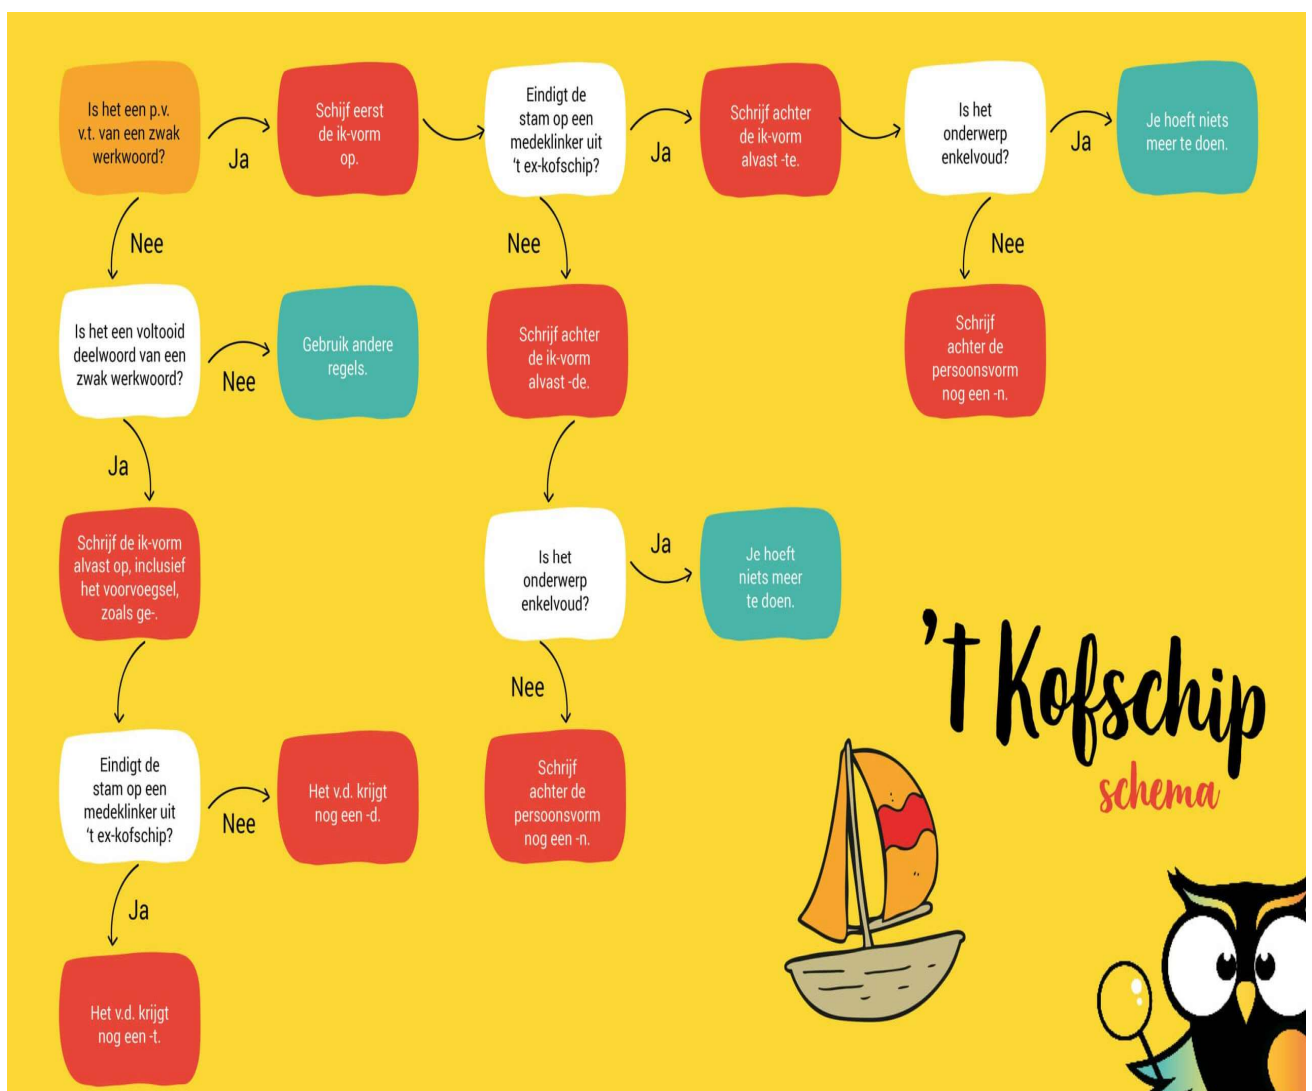 Is het een p.v.
v.t. van een zwak
werkwoord?
Ja
Schijf eerst
de ik-vorm
op.
Eindigt de
stam op een
medeklinker uit
‘t ex-kofschip?
Ja
Schrijf achter
de ik-vorm
alvast -te.
Is het
onderwerp
enkelvoud?
Ja
Je hoeft niets
meer te doen.
Nee
Nee
Nee
Is het een voltooid
deelwoord van een
zwak werkwoord?
Nee
Gebruik andere
regels.
Schrijf achter
de ik-vorm
alvast -de.
Schrijf
achter de
persoonsvorm
nog een -n.
Ja
Schrijf de ik-vorm
alvast op, inclusief
het voorvoegsel,
zoals ge-.
Is het
onderwerp
enkelvoud?
Ja
Je hoeft
niets meer
te doen.
Nee
Eindigt de
stam op een
medeklinker uit
‘t ex-kofschip?
Nee
Het v.d. krijgt
nog een -d.
Schrijf
achter de
persoonsvorm
nog een -n.
Ja
Het v.d. krijgt
nog een -t.
’t Kofschip
schema